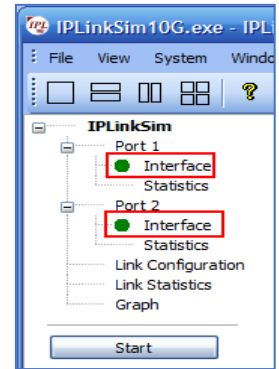 IPL IPLinkSim10G.exe - IPLi
File View System Windo
?
IPLinkSim
Port 1
Interface
Statistics
Port 2
Interface
Statistics
Link Configuration
Link Statistics
Graph
Start